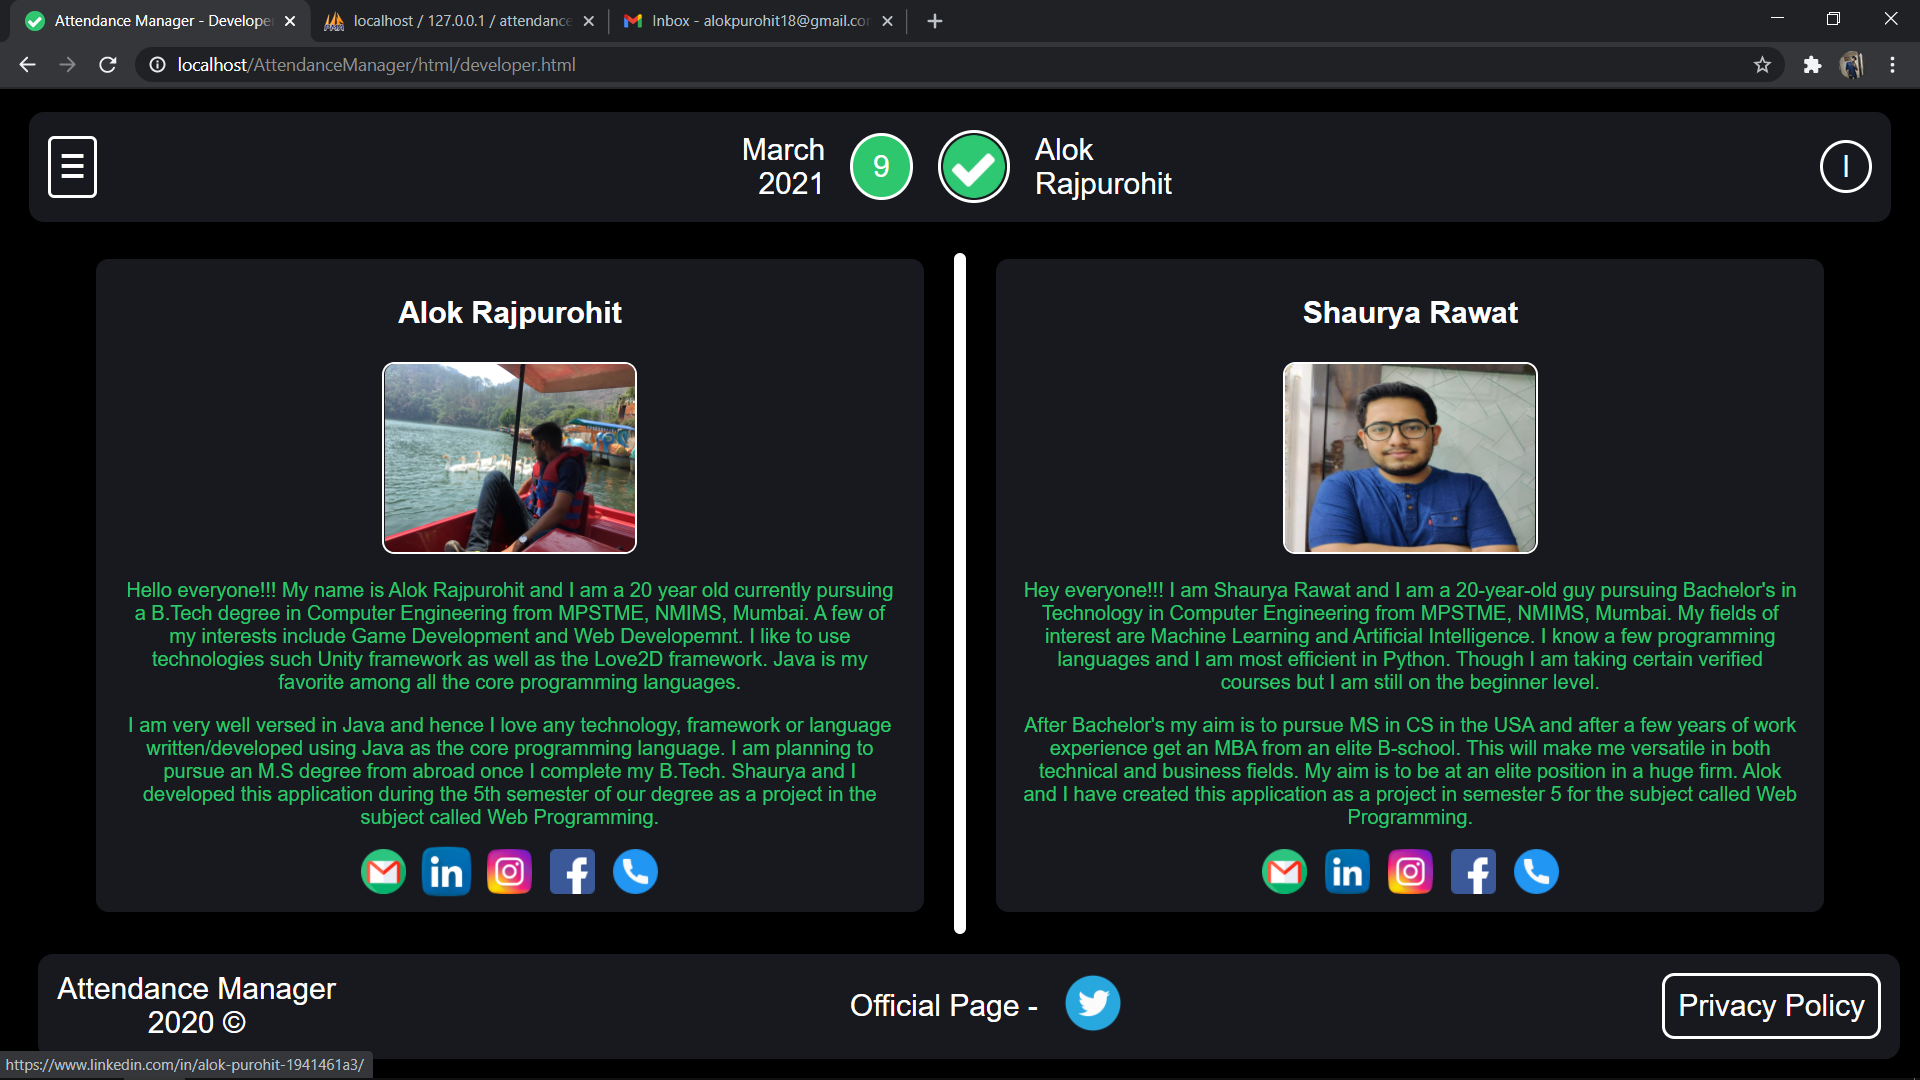 Attendance Manager - Develope
localhost / 127.0.0.1 / attendance
Inbox - alokpurohit18@gmail.co
localhost/AttendanceManager/html/developer.html
March
2021
9
Alok
Rajpurohit
I
Alok Rajpurohit
Hello everyone!!! My name is Alok Rajpurohit and I am a 20 year old currently pursuing
a B.Tech degree in Computer Engineering from MPSTME, NMIMS, Mumbai. A few of
my interests include Game Development and Web Developemnt. I like to use
technologies such Unity framework as well as the Love2D framework. Java is my
favorite among all the core programming languages.
I am very well versed in Java and hence I love any technology, framework or language
written/developed using Java as the core programming language. I am planning to
pursue an M.S degree from abroad once I complete my B.Tech. Shaurya and I
developed this application during the 5th semester of our degree as a project in the
subject called Web Programming.
in
Shaurya Rawat
Hey everyone!!! I am Shaurya Rawat and I am a 20-year-old guy pursuing Bachelor's in
Technology in Computer Engineering from MPSTME, NMIMS, Mumbai. My fields of
interest are Machine Learning and Artificial Intelligence. I know a few programming
languages and I am most efficient in Python. Though I am taking certain verified
courses but I am still on the beginner level.
After Bachelor's my aim is to pursue MS in CS in the USA and after a few years of work
experience get an MBA from an elite B-school. This will make me versatile in both
technical and business fields. My aim is to be at an elite position in a huge firm. Alok
and I have created this application as a project in semester 5 for the subject called Web
Programming.
in
Attendance Manager
2020 ©
Official Page -
Privacy Policy
https://www.linkedin.com/in/alok-purohit-1941461a3/